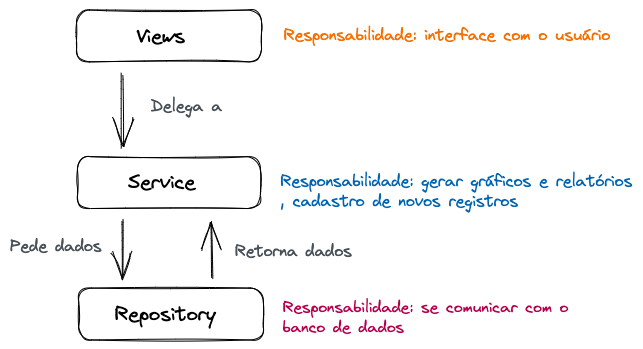 Views
Responsabilidade: interface com o usuário
Delega a
Service
Responsabilidade: gerar gráficos e relatórios
, cadastro de novos registros
Pede dados
Retorna dados
Repository
Responsabilidade: se comunicar com o
banco de dados